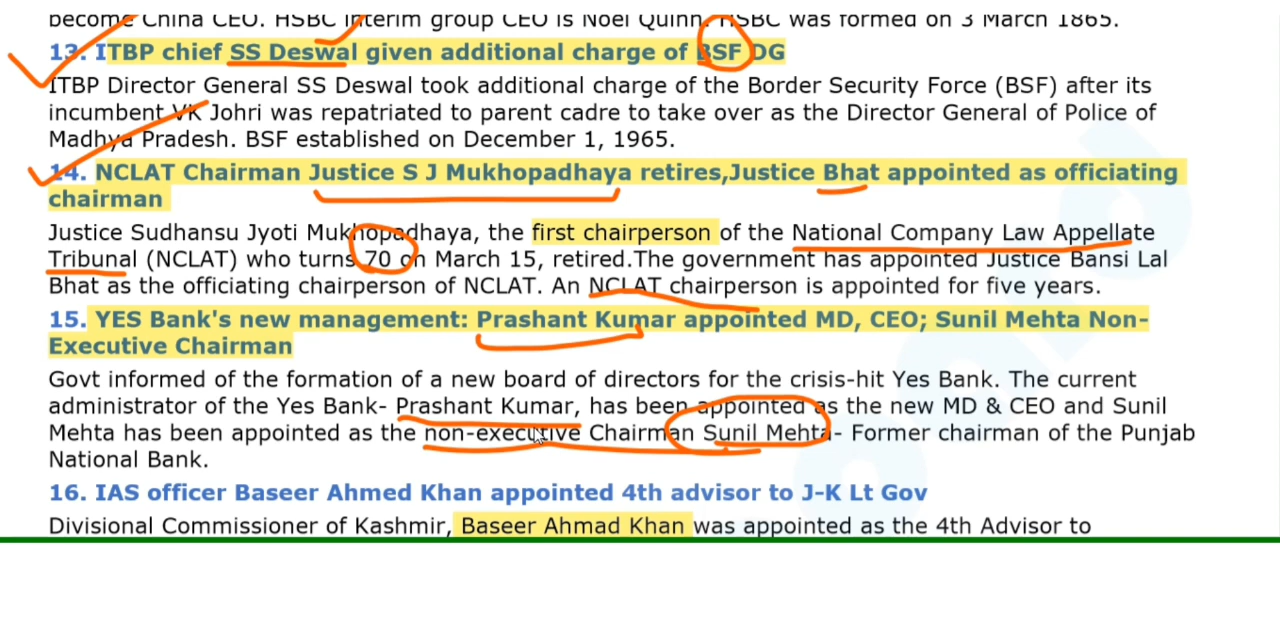 become China CEO. HSBC interim group CEO is Noel Quinn. HSBC was formed on 3 March 1865.
13. ITBP chief SS Deswal given additional charge of BSF DG
ITBP Director General SS Deswal took additional charge of the Border Security Force (BSF) after its
incumbent VK Johri was repatriated to parent cadre to take over as the Director General of Police of
Madhya Pradesh. BSF established on December 1, 1965.
14. NCLAT Chairman Justice S J Mukhopadhaya retires,Justice Bhat appointed as officiating
chairman
Justice Sudhansu Jyoti Mukhopadhaya, the first chairperson of the National Company Law Appellate
Tribunal (NCLAT) who turns 70 on March 15, retired.The government has appointed Justice Bansi Lal
Bhat as the officiating chairperson of NCLAT. An NCLAT chairperson is appointed for five years.
15. YES Bank's new management: Prashant Kumar appointed MD, CEO; Sunil Mehta Non-
Executive Chairman
Govt informed of the formation of a new board of directors for the crisis-hit Yes Bank. The current
administrator of the Yes Bank- Prashant Kumar, has been appointed as the new MD & CEO and Sunil
Mehta has been appointed as the non-executive Chairman Sunil Mehta- Former chairman of the Punjab
National Bank.
16. IAS officer Baseer Ahmed Khan appointed 4th advisor to J-K Lt Gov
Divisional Commissioner of Kashmir, Baseer Ahmad Khan was appointed as the 4th Advisor to